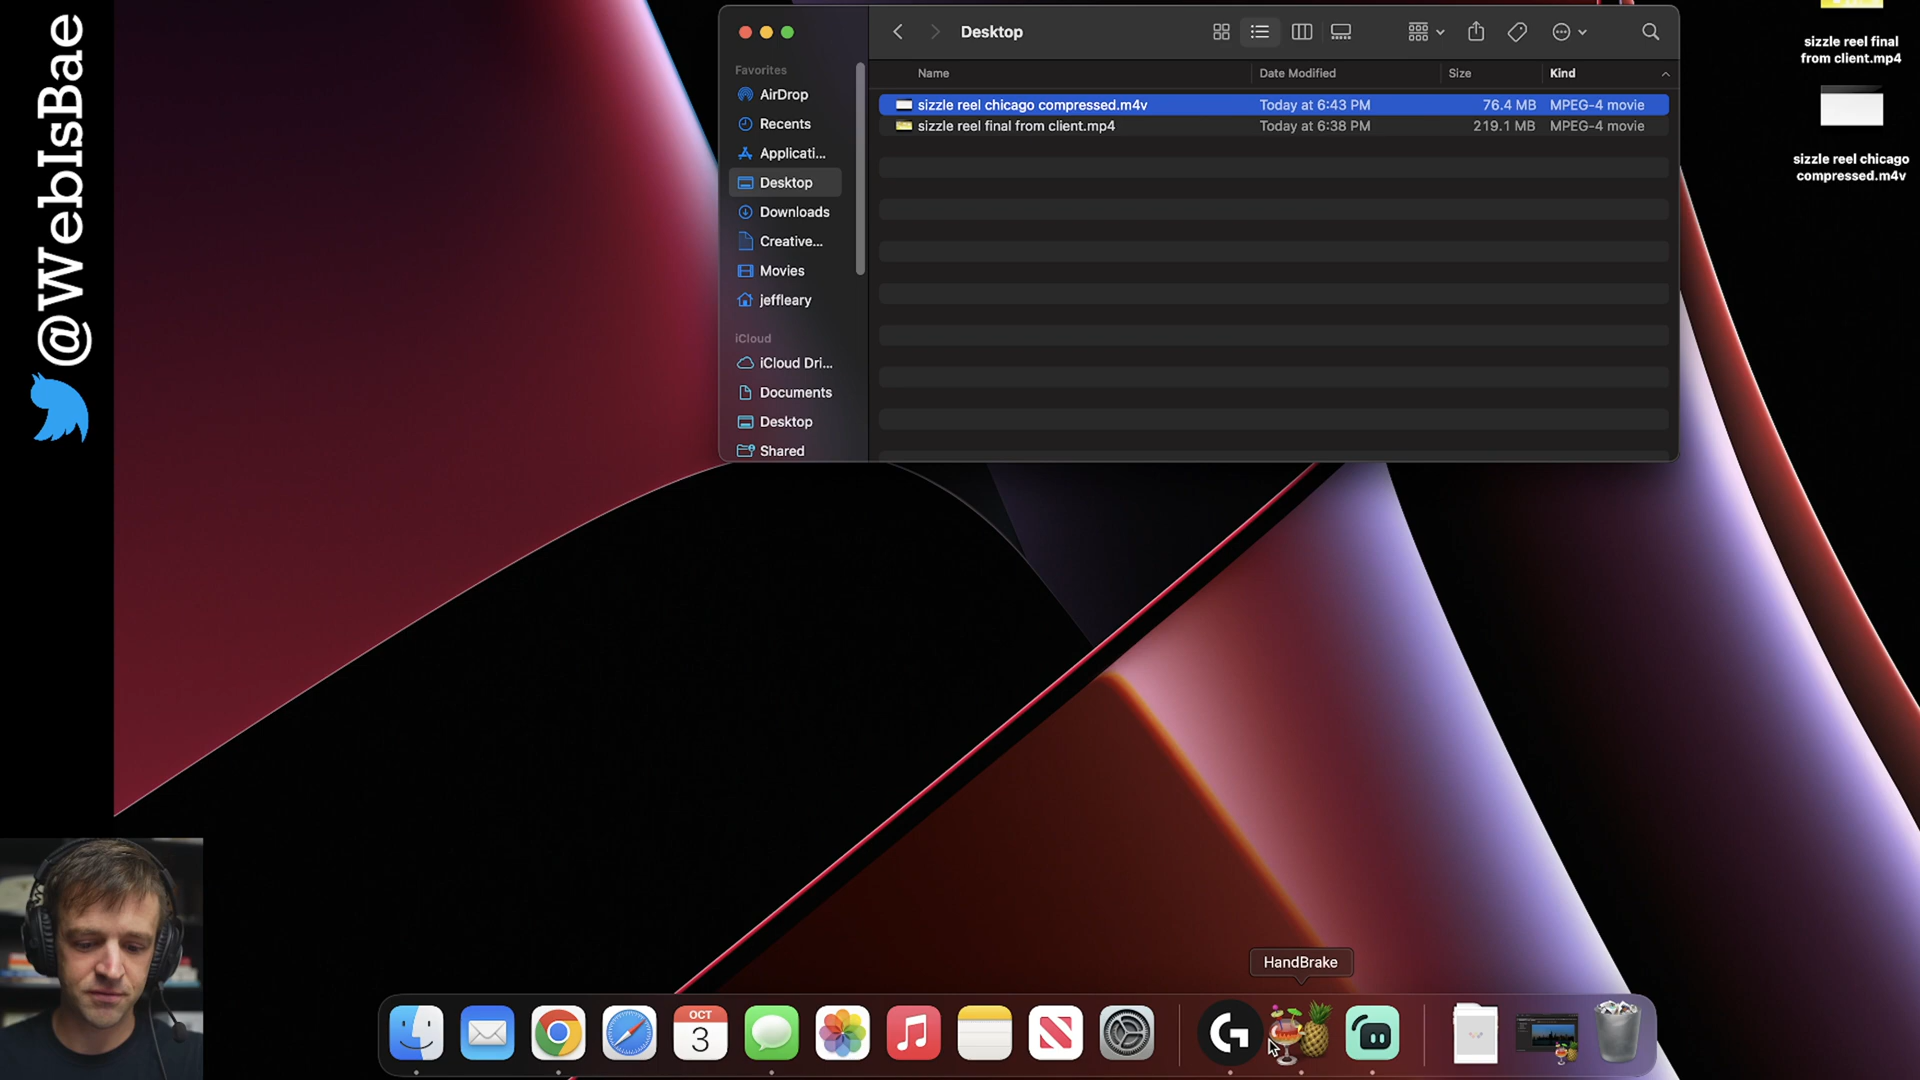 @WebIsBae
Desktop
Favorites
AirDrop
Recents
Applicati...
Desktop
Downloads
Creative...
Movies
jeffleary
iCloud
iCloud Dri...
Documents
Desktop
Shared
Name
Date Modified
Size
Kind
sizzle reel chicago compressed.m4v
Today at 6:43 PM
76.4 MB
MPEG-4 movie
sizzle reel final from client.mp4
Today at 6:38 PM
219.1 MB
MPEG-4 movie
sizzle reel final
from client.mp4
sizzle reel chicago
compressed.m4v
HandBrake
OCT
3